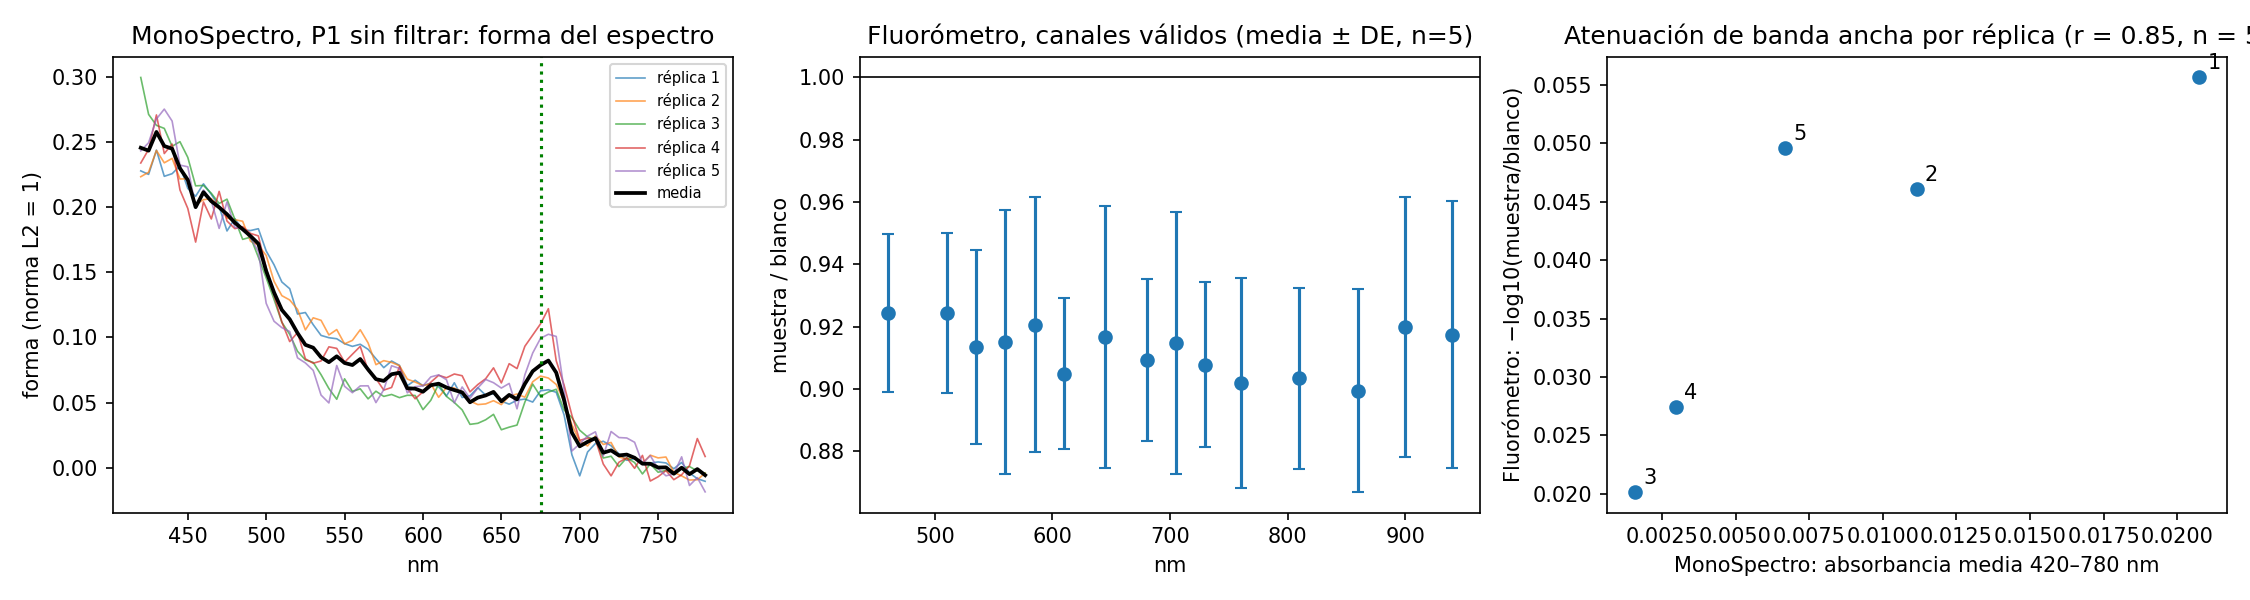 MonoSpectro, P1 sin filtrar: forma del espectro
forma (norma L2 = 1)
0.30
0.25
0.20
0.15
0.10
0.05
0.00
450 500 550 600 650 700 750
nm
réplica 1
réplica 2
réplica 3
réplica 4
réplica 5
media
Fluorómetro, canales válidos (media ± DE, n=5)
muestra / blanco
1.00
0.98
0.96
0.94
0.92
0.90
0.88
500 600 700 800 900
nm
Atenuación de banda ancha por réplica (r = 0.85, n = 5
Fluorómetro: −log10(muestra/blanco)
0.055
0.050
0.045
0.040
0.035
0.030
0.025
0.020
1
5
2
4
3
0.0025 0.0050 0.0075 0.0100 0.0125 0.0150 0.0175 0.0200
MonoSpectro: absorbancia media 420–780 nm